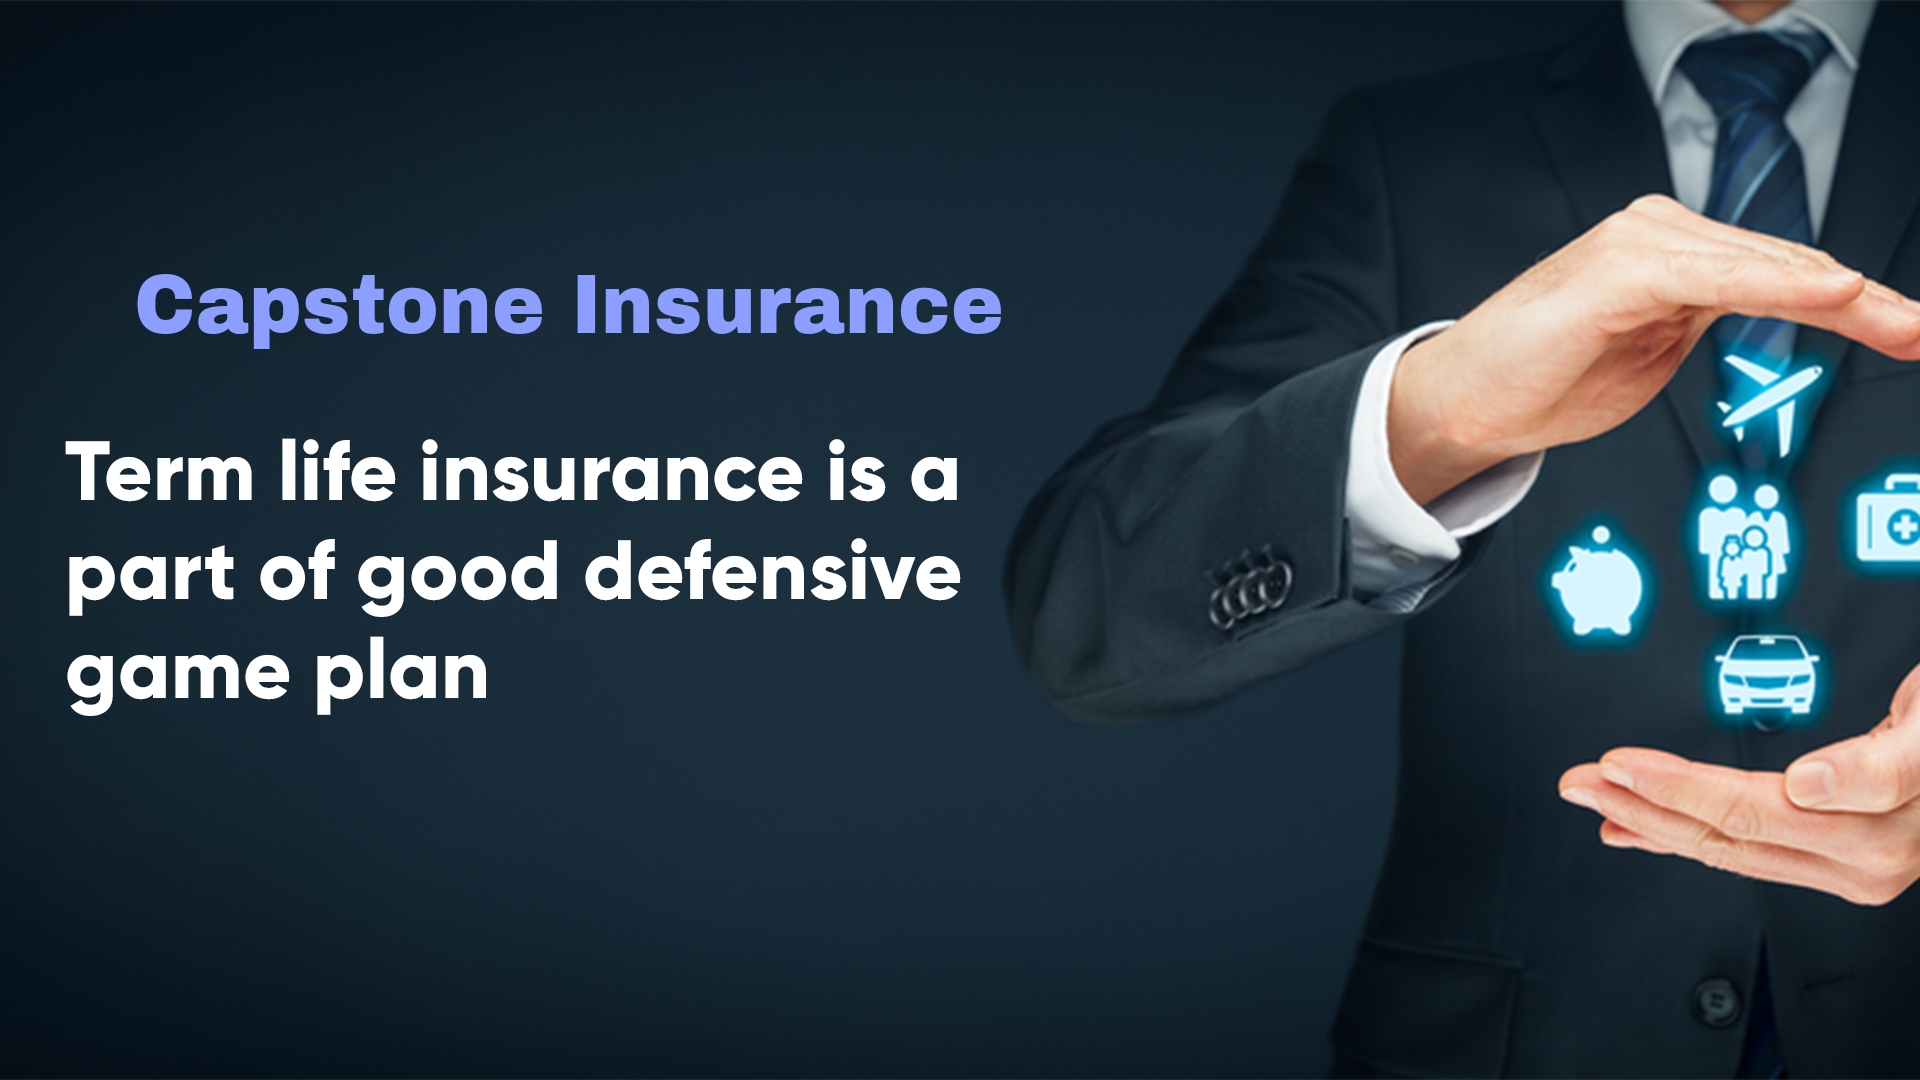 Capstone Insurance
Term life insurance is a
part of good defensive
game plan